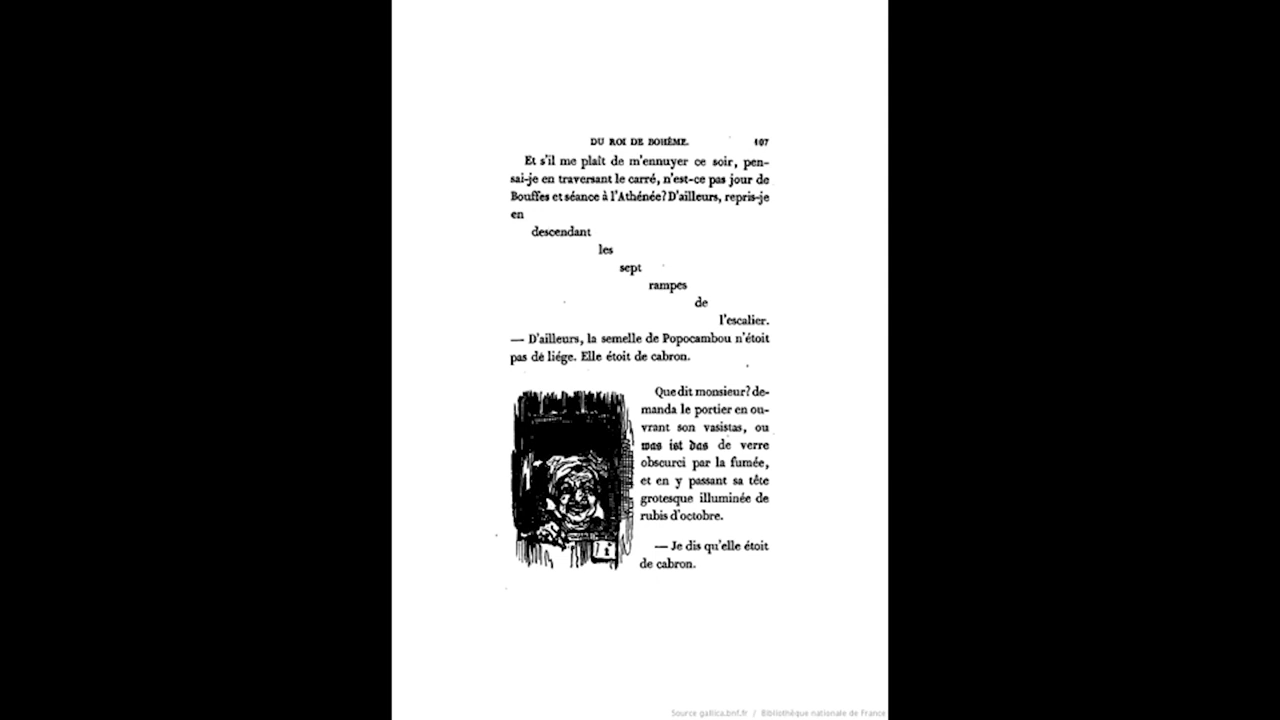 DU ROI DE BOHÊME. 107
Et s'il me plaît de m'ennuyer ce soir, pen-
sai-je en traversant le carré, n'est-ce pas jour de
Bouffes et séance à l'Athénée? D'ailleurs, repris-je
en
descendant
les
sept
rampes
de
l'escalier.
— D'ailleurs, la semelle de Popocambou n'étoit
pas de liége. Elle étoit de cabron.
Que dit monsieur? de-
manda le portier en ou-
vrant son vasistas, ou
was ist das de verre
obscurci par la fumée,
et en y passant sa tête
grotesque illuminée de
rubis d'octobre.
— Je dis qu'elle étoit
de cabron.
Source gallica.bnf.fr / Bibliothèque nationale de France